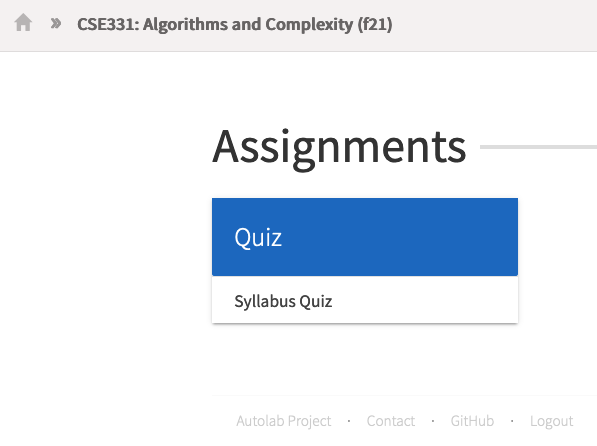 » CSE331: Algorithms and Complexity (f21)
Assignments
Quiz
Syllabus Quiz
Autolab Project · Contact · GitHub · Logout